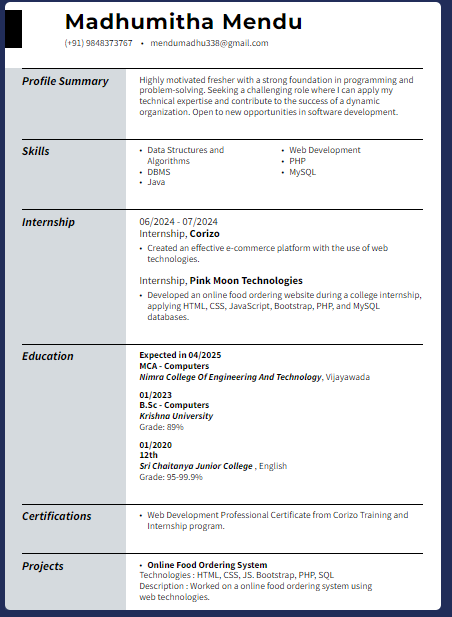 Madhumitha Mendu
(+91) 9848373767 • mendumadhu338@gmail.com
Profile Summary
Highly motivated fresher with a strong foundation in programming and
problem-solving. Seeking a challenging role where I can apply my
technical expertise and contribute to the success of a dynamic
organization. Open to new opportunities in software development.
Skills
• Data Structures and
Algorithms
• DBMS
• Java
• Web Development
• PHP
• MySQL
Internship
06/2024 - 07/2024
Internship, Corizo
• Created an effective e-commerce platform with the use of web
technologies.
Internship, Pink Moon Technologies
• Developed an online food ordering website during a college internship,
applying HTML, CSS, JavaScript, Bootstrap, PHP, and MySQL
databases.
Education
Expected in 04/2025
MCA - Computers
Nimra College Of Engineering And Technology, Vijayawada
01/2023
B.Sc - Computers
Krishna University
Grade: 89%
01/2020
12th
Sri Chaitanya Junior College , English
Grade: 95-99.9%
Certifications
• Web Development Professional Certificate from Corizo Training and
Internship program.
Projects
• Online Food Ordering System
Technologies : HTML, CSS, JS. Bootstrap, PHP, SQL
Description : Worked on a online food ordering system using
web technologies.